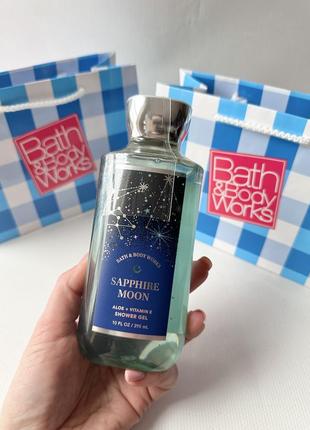 Bath
& Body
Works
Bath
& Body
Works
BATH & BODY WORKS
SAPPHIRE
MOON
ALOE + VITAMIN E
SHOWER GEL
10 FL OZ / 295 mL